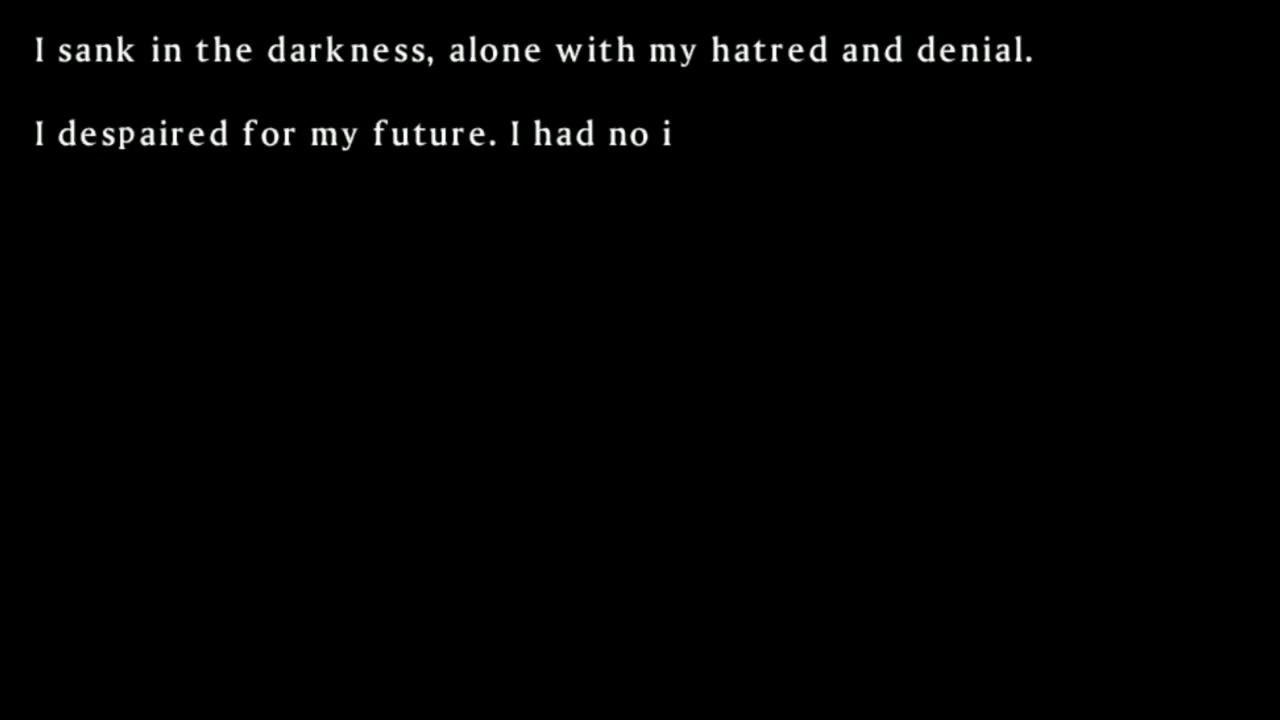 I sank in the darkness, alone with my hatred and denial.
I despaired for my future. I had no i